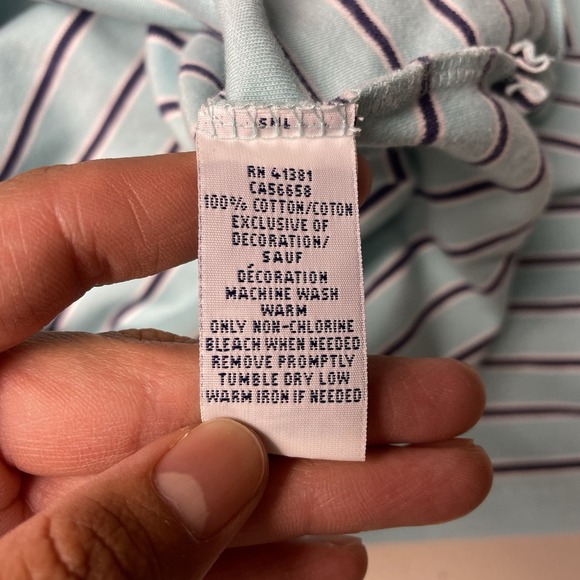 RN 41381
CA56658
100% COTTON/COTON
EXCLUSIVE OF
DECORATION/
SAUF
DÉCORATION
MACHINE WASH
WARM
ONLY NON-CHLORINE
BLEACH WHEN NEEDED
REMOVE PROMPTLY
TUMBLE DRY LOW
WARM IRON IF NEEDED